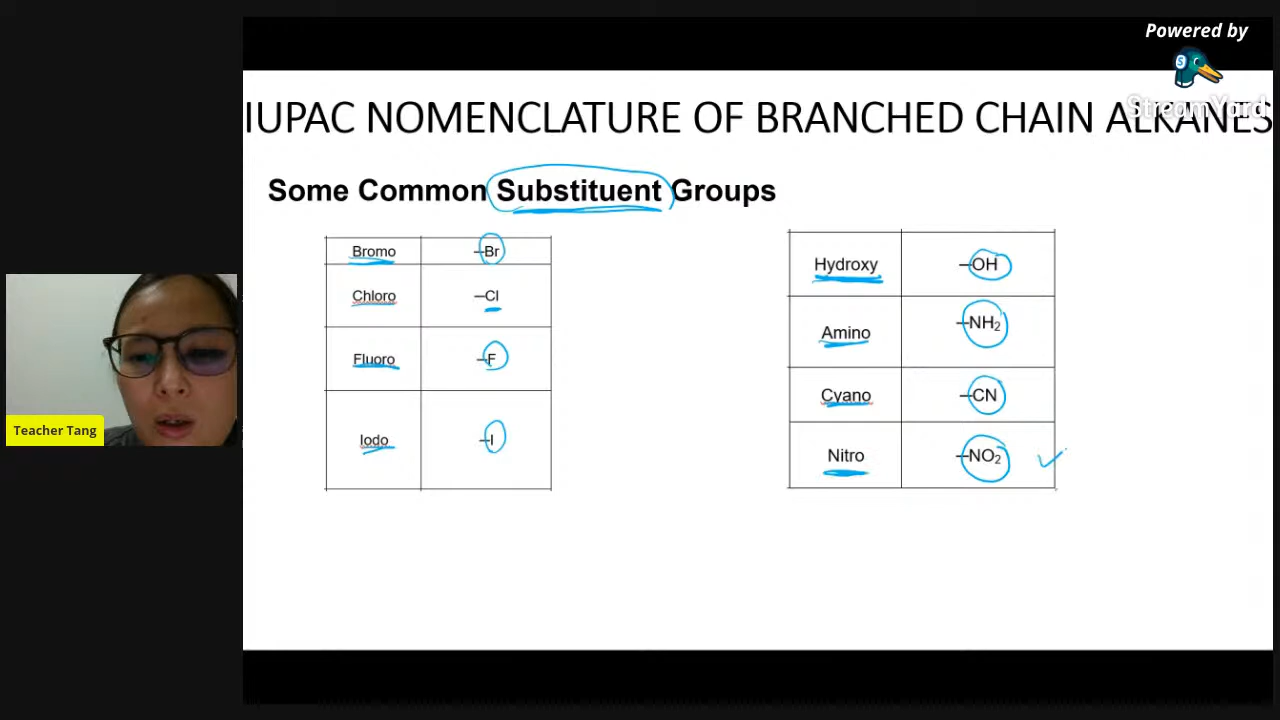 Powered by
StreamYard
IUPAC NOMENCLATURE OF BRANCHED CHAIN ALKANES
Some Common Substituent Groups
Bromo –Br
Chloro –Cl
Fluoro –F
Iodo –I
Hydroxy –OH
Amino –NH₂
Cyano –CN
Nitro –NO₂
Teacher Tang